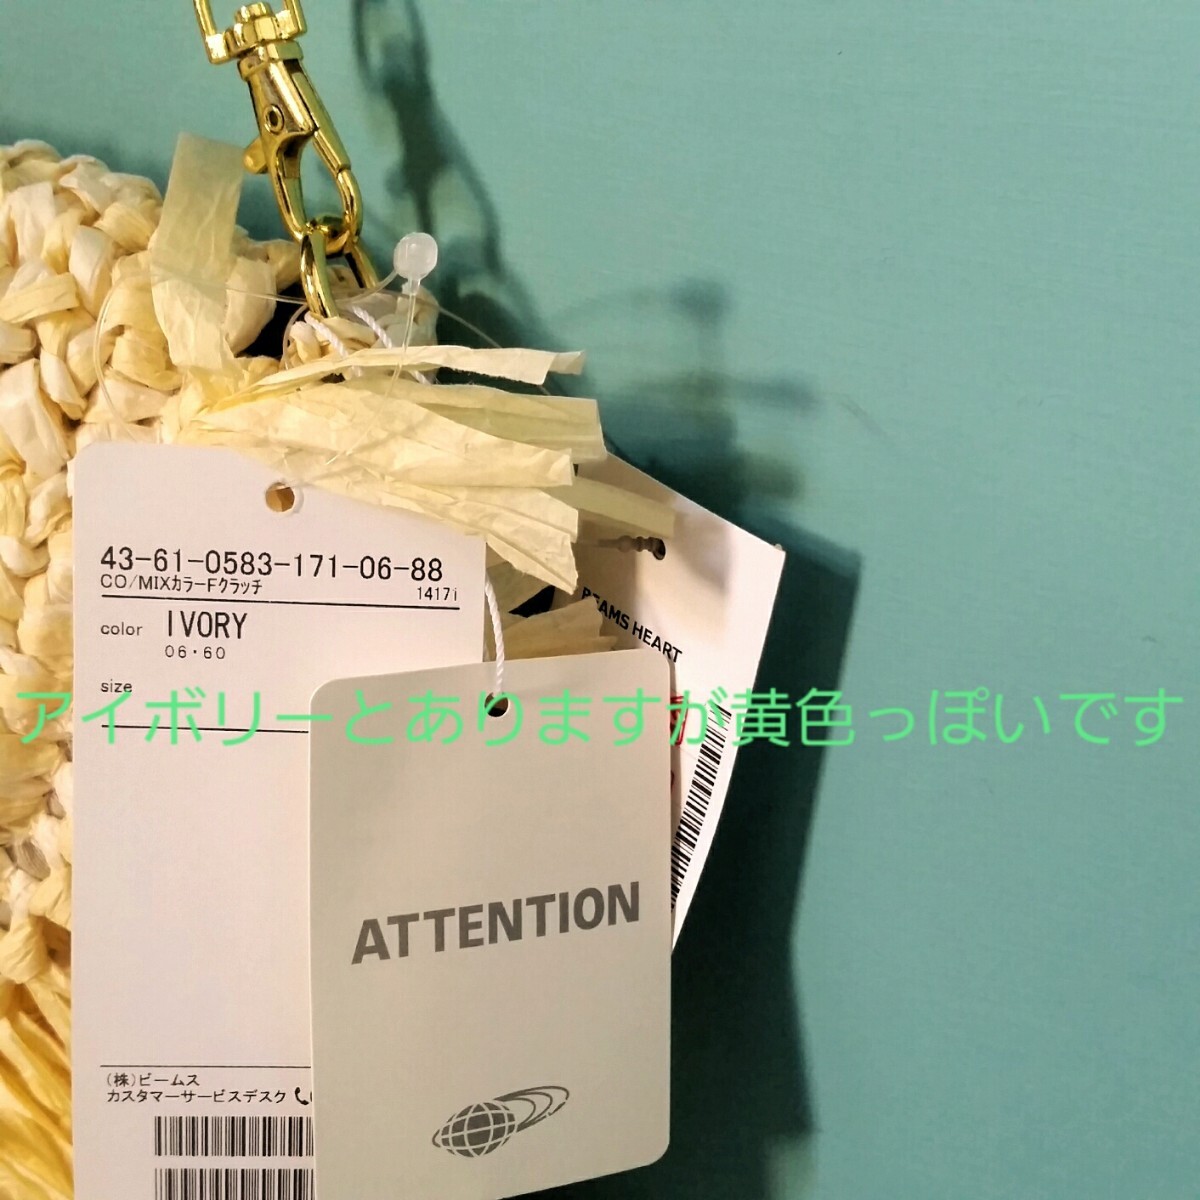 43-61-0583-171-06-88
CO/MIXカラーFクラッチ
1417i
color IVORY
06・60
size
BEAMS HEART
アイボリーとありますが黄色っぽいです
ATTENTION
(株)ビームス
カスタマーサービスデスク